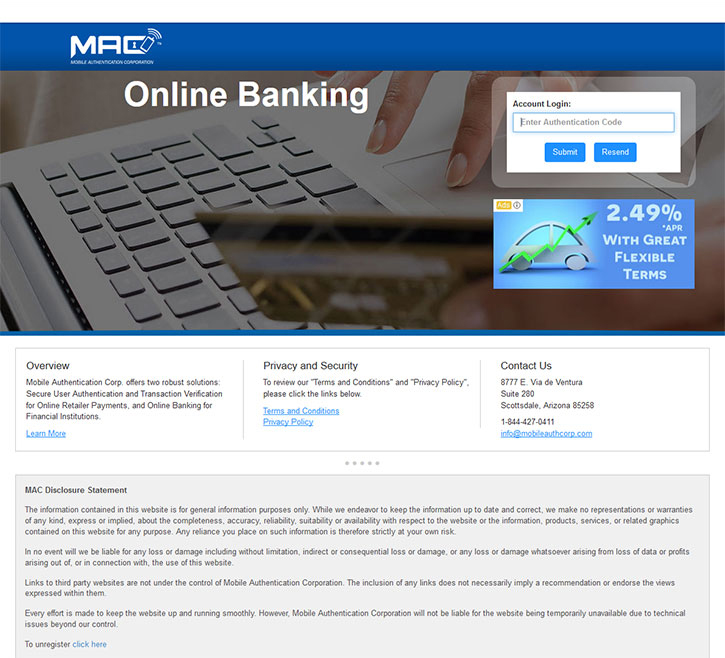 MAC
TM
MOBILE AUTHENTICATION CORPORATION
Online Banking
Account Login:
Enter Authentication Code
Submit
Resend
Ads
2.49%
*APR
WITH GREAT
FLEXIBLE
TERMS
Overview
Mobile Authentication Corp. offers two robust solutions:
Secure User Authentication and Transaction Verification
for Online Retailer Payments, and Online Banking for
Financial Institutions.
Learn More
Privacy and Security
To review our "Terms and Conditions" and "Privacy Policy",
please click the links below.
Terms and Conditions
Privacy Policy
Contact Us
8777 E. Via de Ventura
Suite 280
Scottsdale, Arizona 85258
1-844-427-0411
info@mobileauthcorp.com
MAC Disclosure Statement
The information contained in this website is for general information purposes only. While we endeavor to keep the information up to date and correct, we make no representations or warranties
of any kind, express or implied, about the completeness, accuracy, reliability, suitability or availability with respect to the website or the information, products, services, or related graphics
contained on this website for any purpose. Any reliance you place on such information is therefore strictly at your own risk.
In no event will we be liable for any loss or damage including without limitation, indirect or consequential loss or damage, or any loss or damage whatsoever arising from loss of data or profits
arising out of, or in connection with, the use of this website.
Links to third party websites are not under the control of Mobile Authentication Corporation. The inclusion of any links does not necessarily imply a recommendation or endorse the views
expressed within them.
Every effort is made to keep the website up and running smoothly. However, Mobile Authentication Corporation will not be liable for the website being temporarily unavailable due to technical
issues beyond our control.
To unregister click here